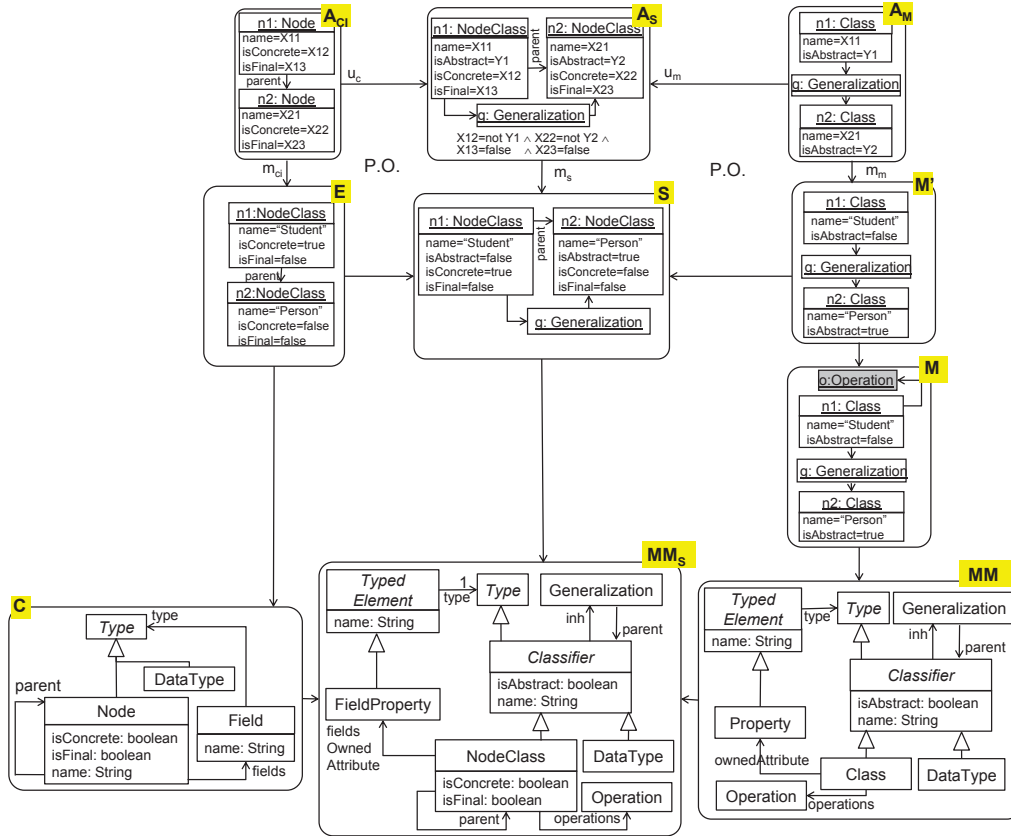 A_CI
n1: Node
name=X11
isConcrete=X12
isFinal=X13
parent
n2: Node
name=X21
isConcrete=X22
isFinal=X23
u_c
A_S
n1: NodeClass
name=X11
isAbstract=Y1
isConcrete=X12
isFinal=X13
parent
n2: NodeClass
name=X21
isAbstract=Y2
isConcrete=X22
isFinal=X23
g: Generalization
X12=not Y1 ∧ X22=not Y2 ∧
X13=false ∧ X23=false
u_m
A_M
n1: Class
name=X11
isAbstract=Y1
g: Generalization
n2: Class
name=X21
isAbstract=Y2
m_ci
P.O.
m_s
P.O.
m_m
E
n1:NodeClass
name="Student"
isConcrete=true
isFinal=false
parent
n2:NodeClass
name="Person"
isConcrete=false
isFinal=false
S
n1: NodeClass
name="Student"
isAbstract=false
isConcrete=true
isFinal=false
parent
n2: NodeClass
name="Person"
isAbstract=true
isConcrete=false
isFinal=false
g: Generalization
M'
n1: Class
name="Student"
isAbstract=false
g: Generalization
n2: Class
name="Person"
isAbstract=true
M
o:Operation
n1: Class
name="Student"
isAbstract=false
g: Generalization
n2: Class
name="Person"
isAbstract=true
C
type
Type
parent
DataType
Node
isConcrete: boolean
isFinal: boolean
name: String
Field
name: String
fields
MM_S
Typed
Element
name: String
1
type
Type
Generalization
inh
parent
Classifier
isAbstract: boolean
name: String
FieldProperty
fields
Owned
Attribute
NodeClass
isConcrete: boolean
isFinal: boolean
parent
DataType
Operation
operations
MM
Typed
Element
name: String
type
Type
Generalization
inh
parent
Classifier
isAbstract: boolean
name: String
Property
ownedAttribute
Class
DataType
Operation
operations